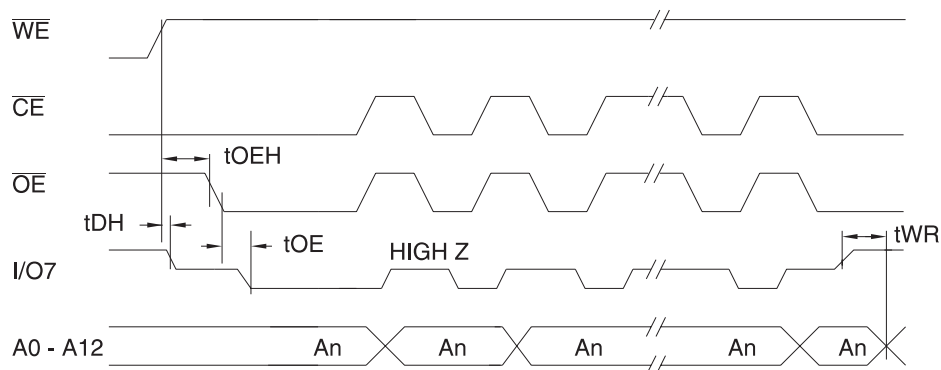 WE
CE
tOEH
OE
tDH
tOE
tWR
HIGH Z
I/O7
A0 - A12 An An An An An